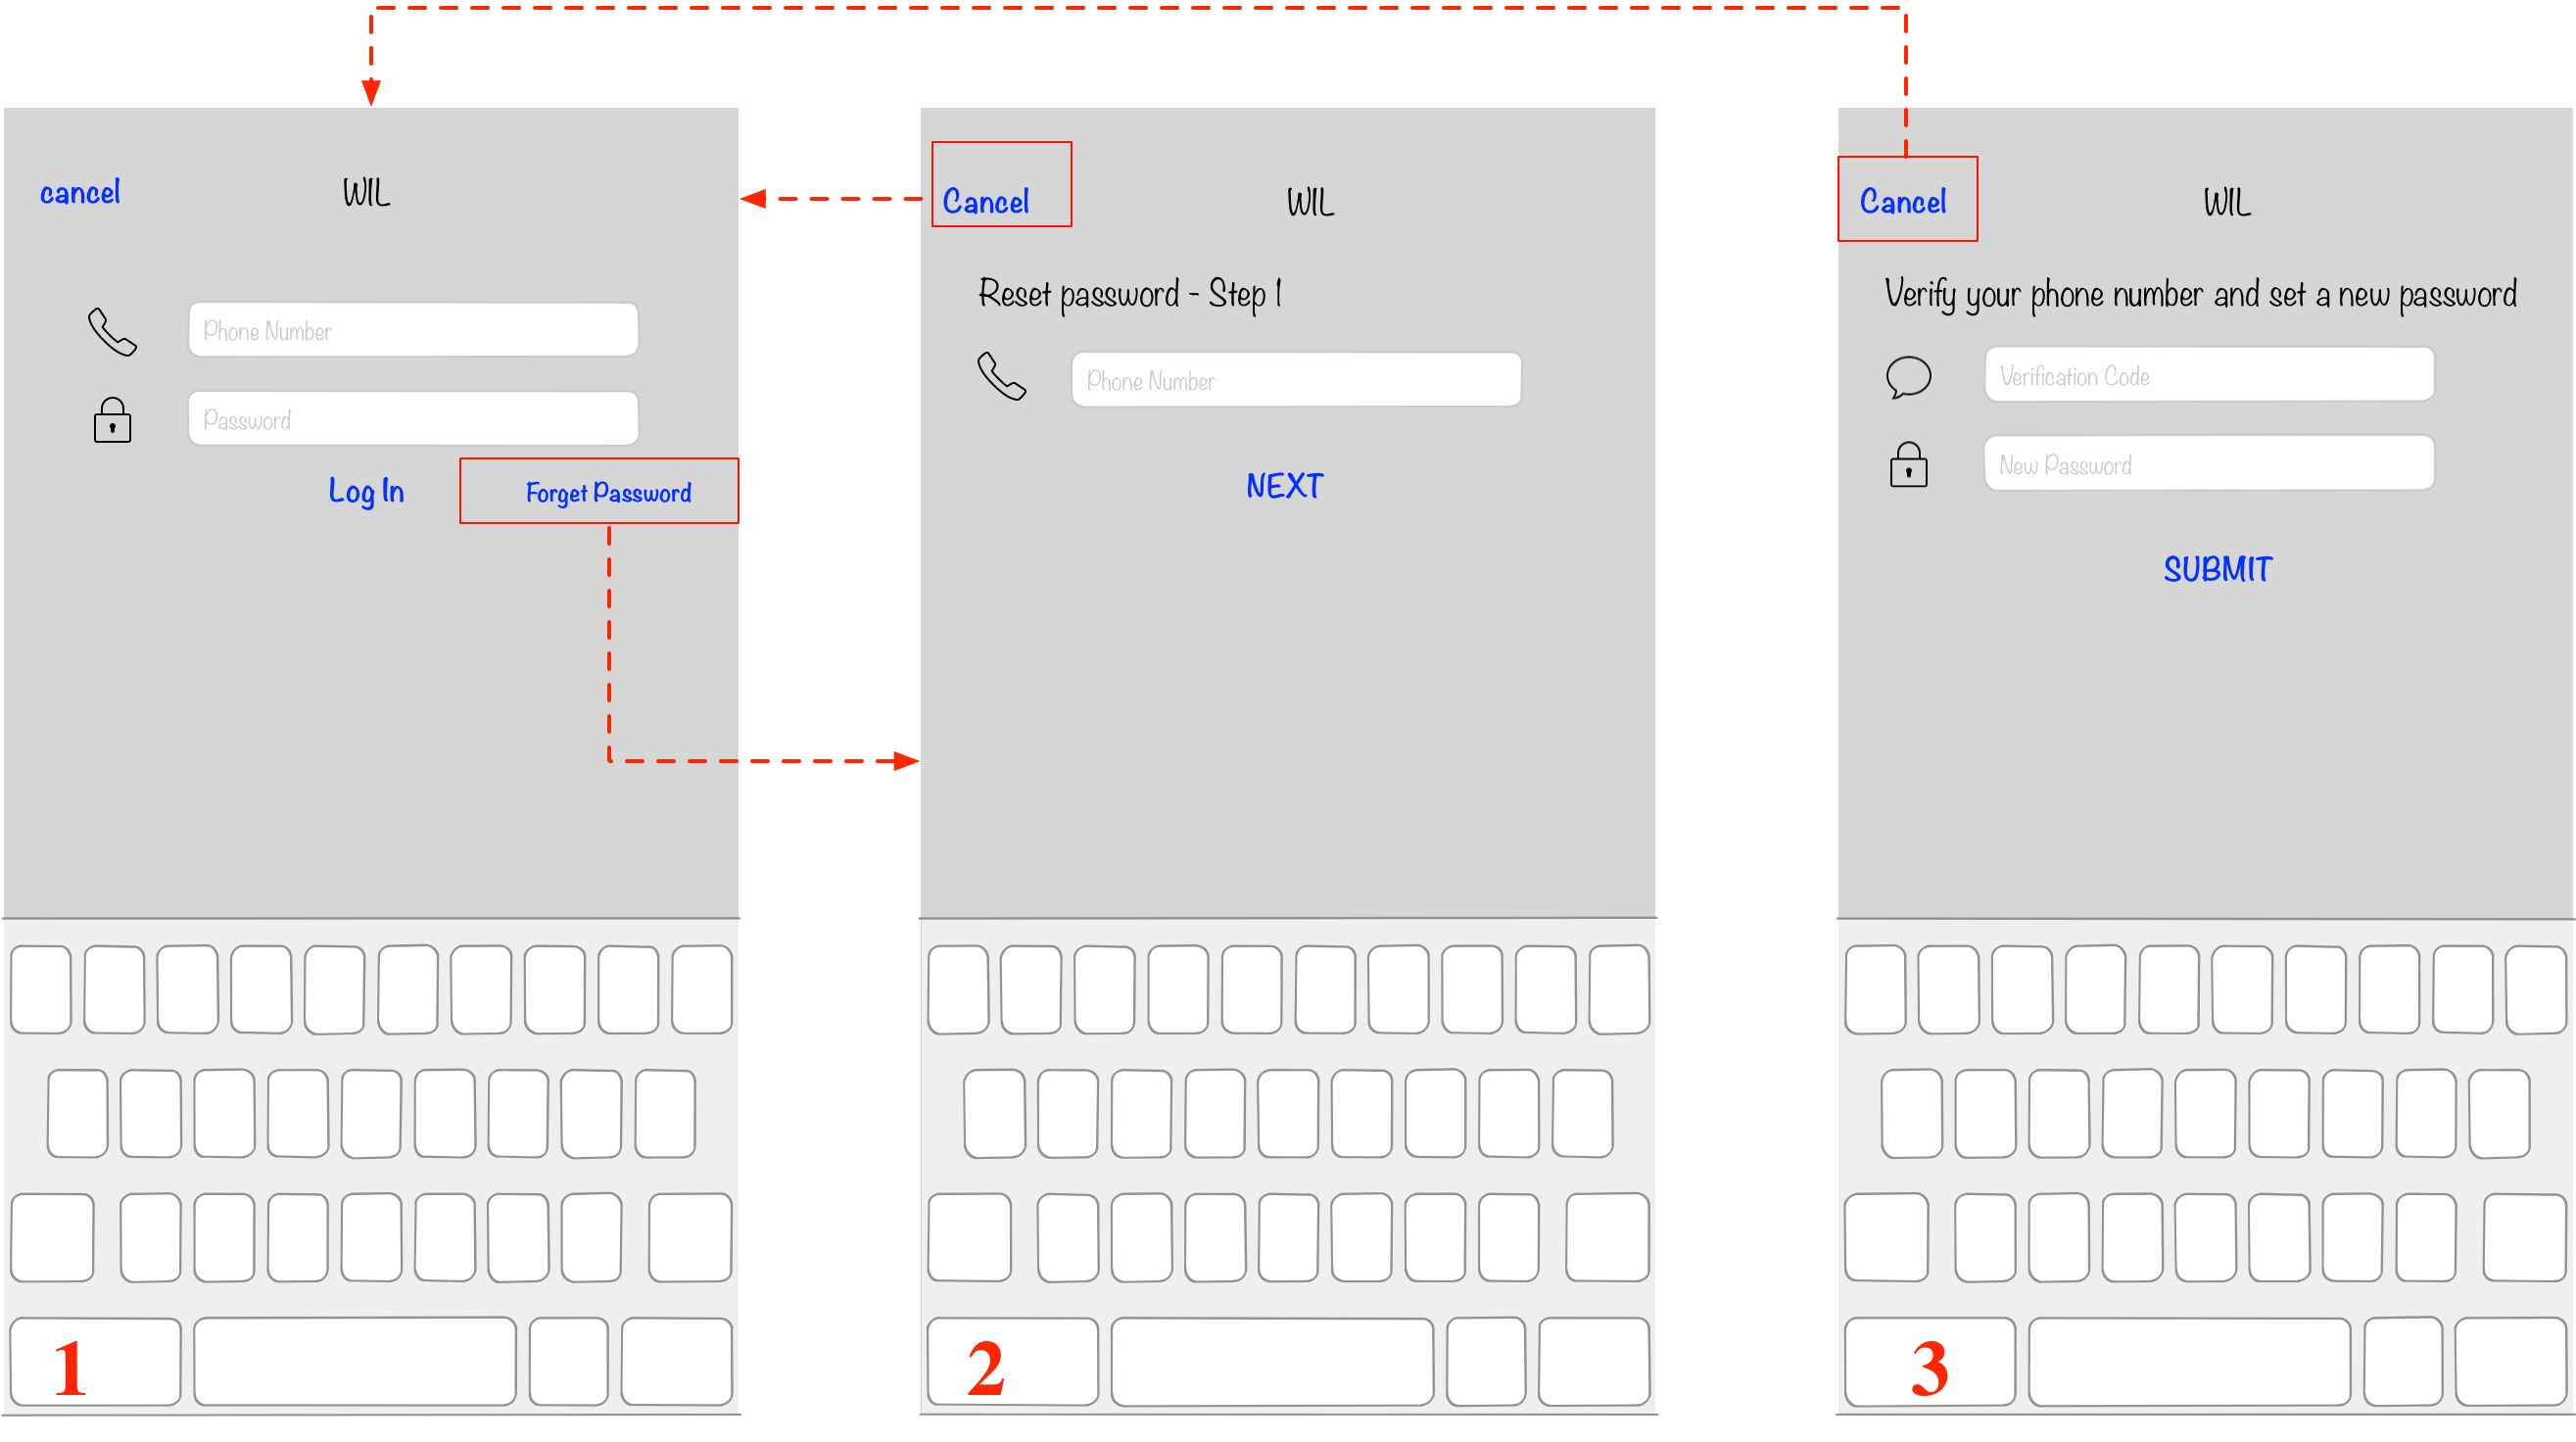 cancel WIL
Phone Number
Password
Log In Forget Password
1
Cancel WIL
Reset password - Step 1
Phone Number
NEXT
2
Cancel WIL
Verify your phone number and set a new password
Verification Code
New Password
SUBMIT
3